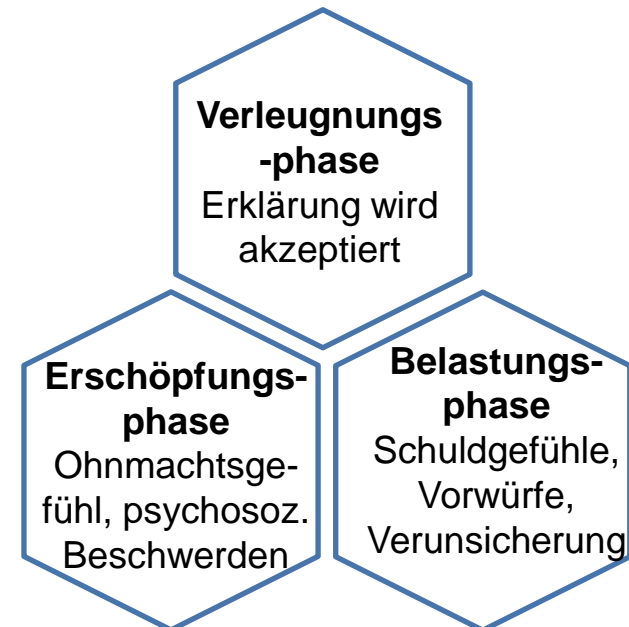 Verleugnungs
-phase
Erklärung wird
akzeptiert
Erschöpfungs-
phase
Ohnmachtsge-
fühl, psychosoz.
Beschwerden
Belastungs-
phase
Schuldgefühle,
Vorwürfe,
Verunsicherung